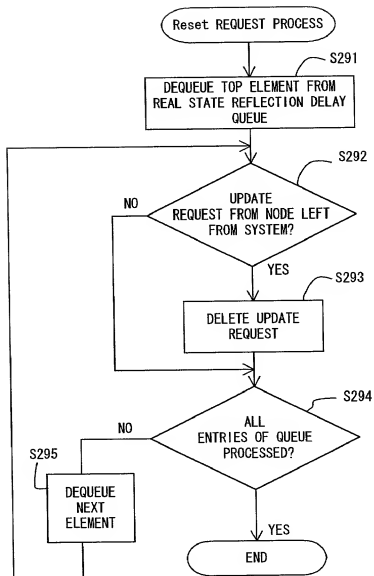 Reset REQUEST PROCESS
S291
DEQUEUE TOP ELEMENT FROM
REAL STATE REFLECTION DELAY
QUEUE
S292
UPDATE
REQUEST FROM NODE LEFT
FROM SYSTEM?
NO
YES
S293
DELETE UPDATE
REQUEST
S294
ALL
ENTRIES OF QUEUE
PROCESSED?
NO
S295
DEQUEUE
NEXT
ELEMENT
YES
END